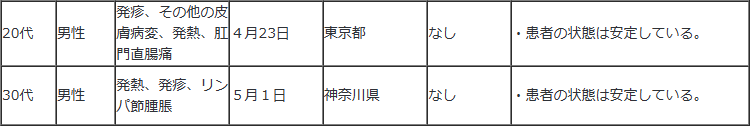 20代 男性 発疹、その他の皮膚病変、発熱、肛門直腸痛 ４月23日 東京都 なし ・患者の状態は安定している。
30代 男性 発熱、発疹、リンパ節腫脹 ５月１日 神奈川県 なし ・患者の状態は安定している。